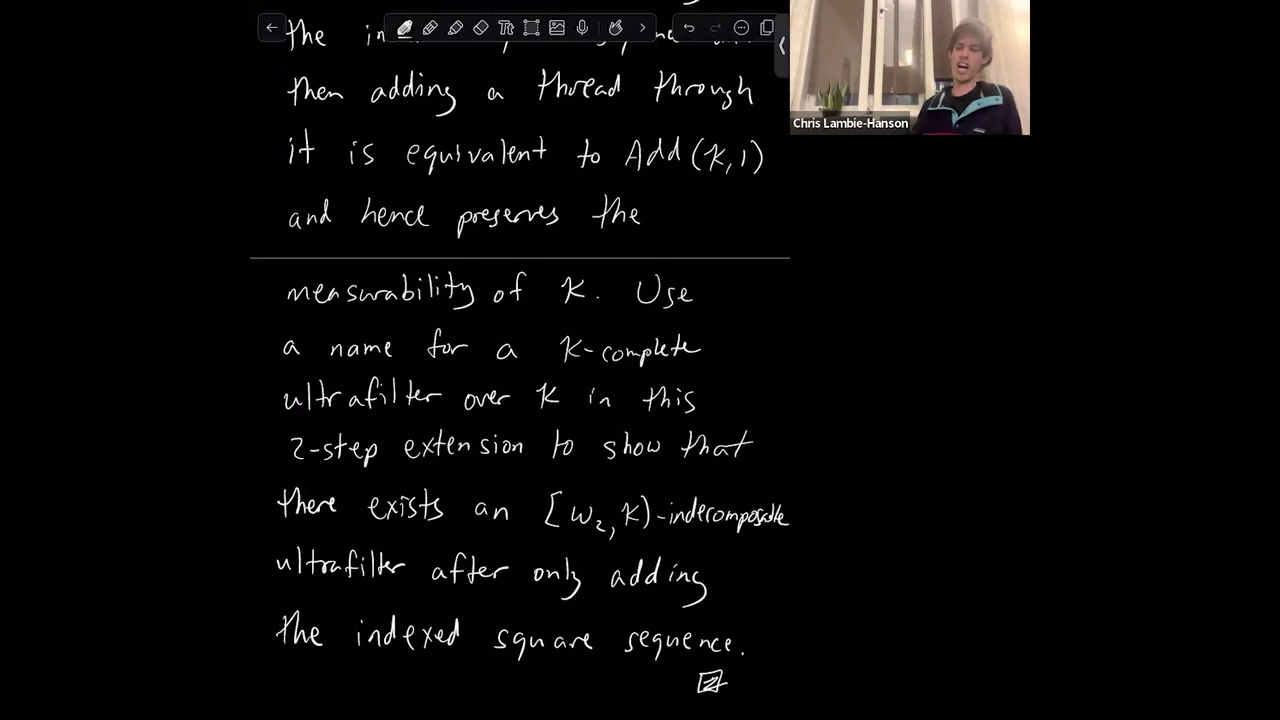 the
then adding a thread through
it is equivalent to Add(κ,1)
and hence preserves the
measurability of κ. Use
a name for a κ-complete
ultrafilter over κ in this
2-step extension to show that
there exists an [ω₂,κ)-indecomposable
ultrafilter after only adding
the indexed square sequence.
Chris Lambie-Hanson